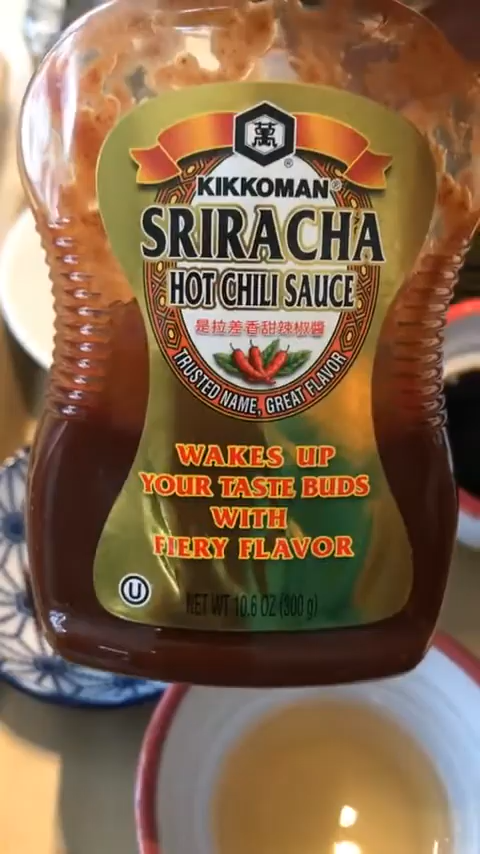 萬
®
KIKKOMAN®
SRIRACHA
HOT CHILI SAUCE
是拉差香甜辣椒醬
TRUSTED NAME, GREAT FLAVOR
WAKES UP
YOUR TASTE BUDS
WITH
FIERY FLAVOR
U
NET WT 10.6 OZ (300 g)